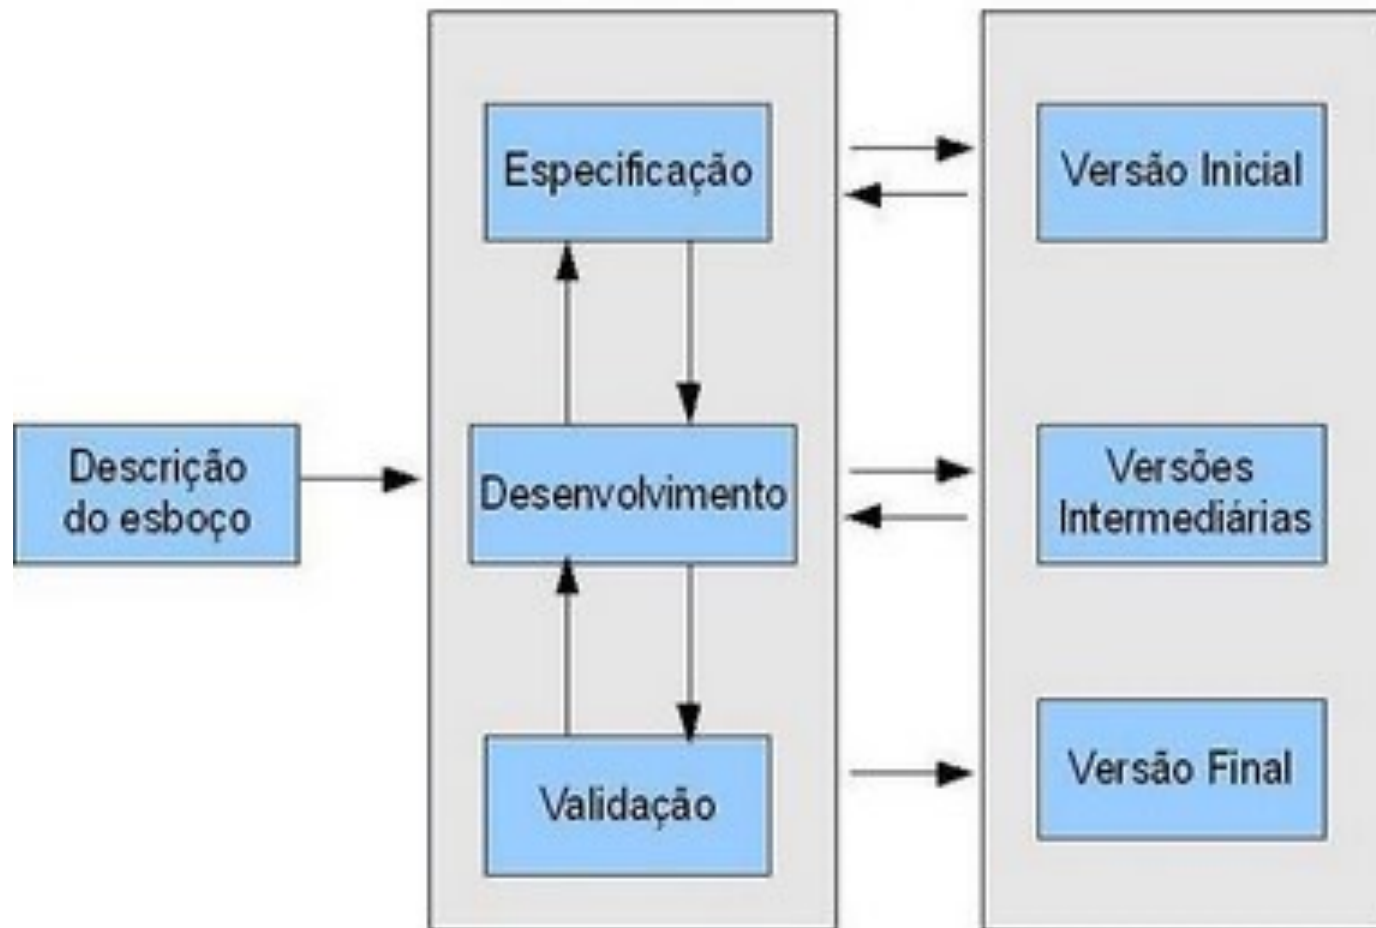 Especificação
Versão Inicial
Descrição
do esboço
Desenvolvimento
Versões
Intermediárias
Validação
Versão Final